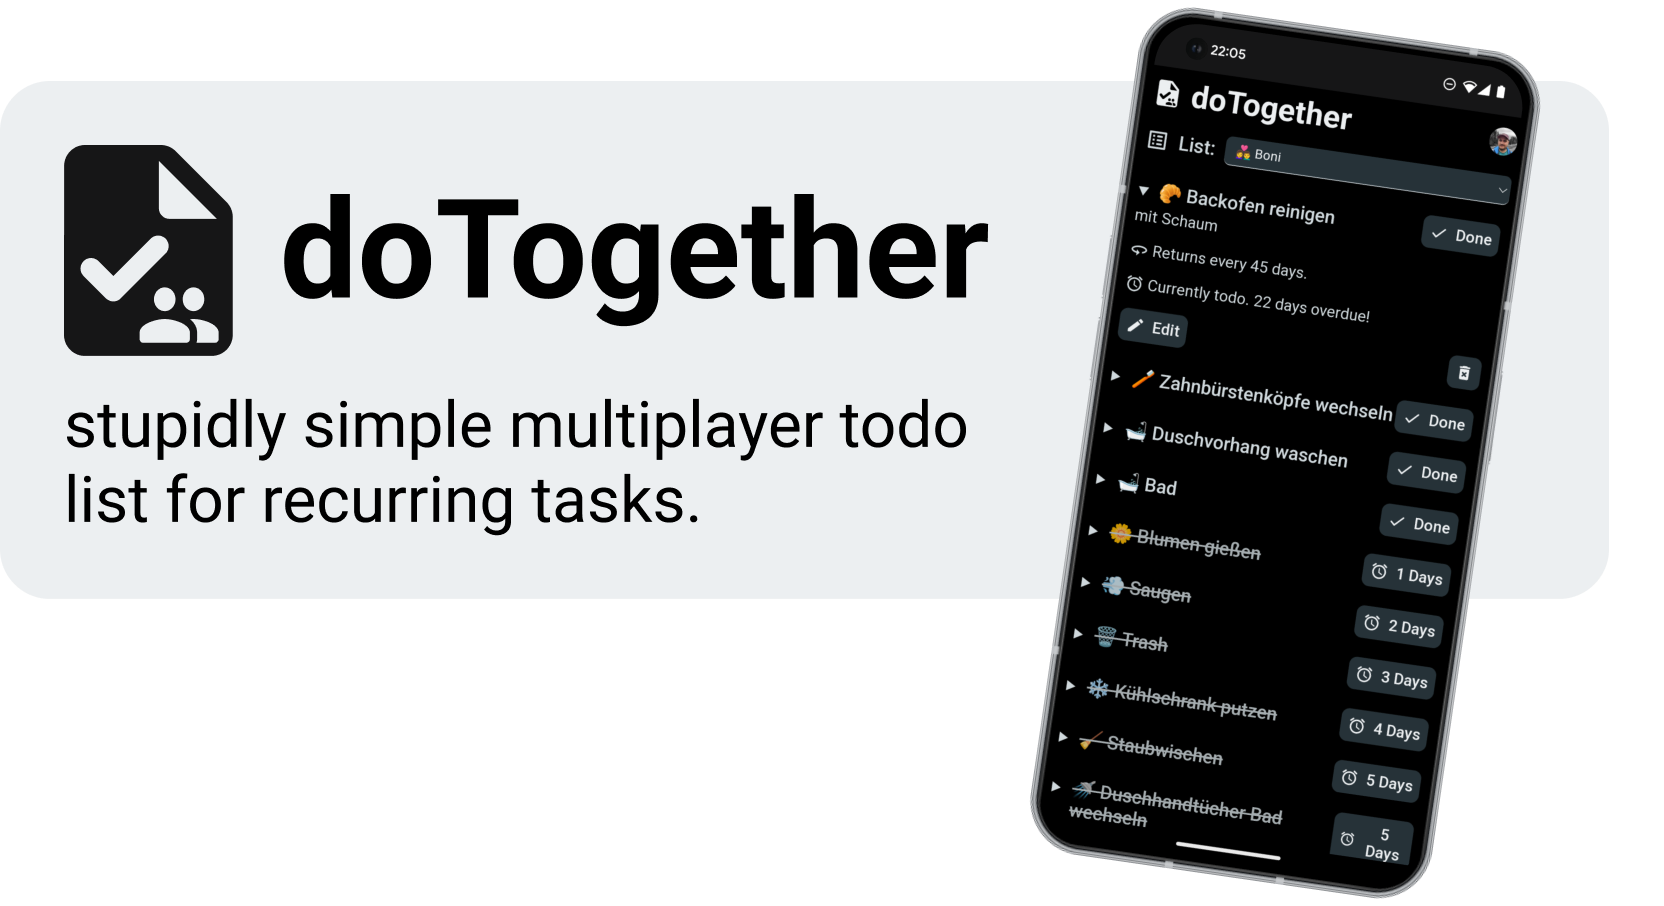 doTogether
stupidly simple multiplayer todo
list for recurring tasks.
22:05
doTogether
List:
Boni
Backofen reinigen
mit Schaum
Done
Returns every 45 days.
Currently todo. 22 days overdue!
Edit
Zahnbürstenköpfe wechseln
Done
Duschvorhang waschen
Done
Bad
Done
Blumen gießen
1 Days
Saugen
2 Days
Trash
3 Days
Kühlschrank putzen
4 Days
Staubwischen
5 Days
Duschhandtücher Bad
wechseln
5
Days